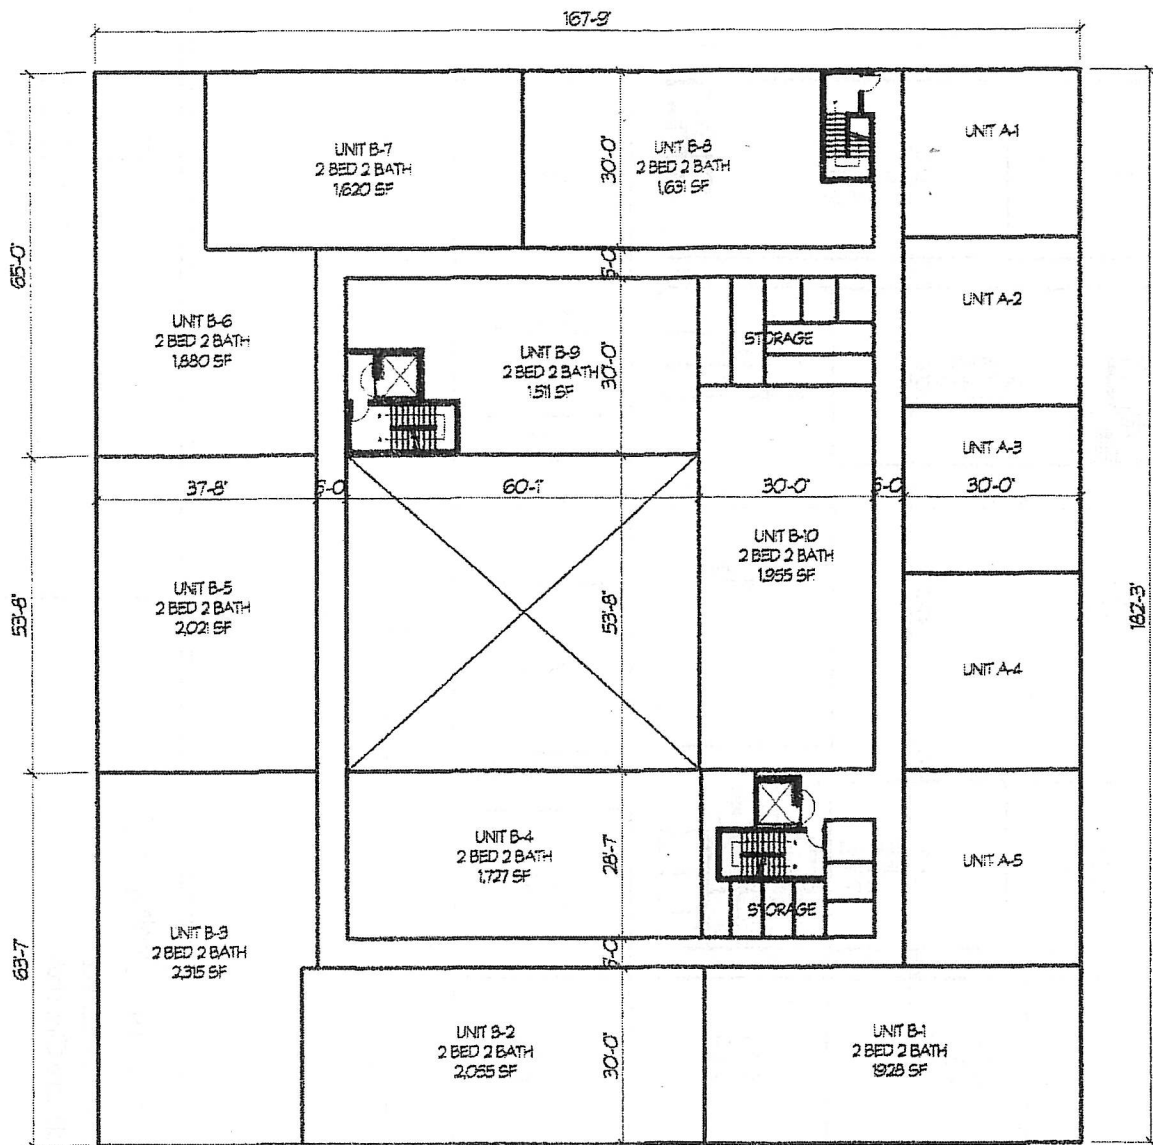 167'-9"
UNIT B-7
2 BED 2 BATH
1,620 SF
30'-0"
UNIT B-8
2 BED 2 BATH
1,631 SF
UNIT A-1
65'-0"
5'-0"
UNIT A-2
UNIT B-6
2 BED 2 BATH
1,880 SF
UNIT B-9
2 BED 2 BATH
1,511 SF
30'-0"
STORAGE
UNIT A-3
37'-8"
5'-0"
60'-1"
30'-0"
5'-0"
30'-0"
UNIT B-10
2 BED 2 BATH
1,955 SF
53'-8"
UNIT B-5
2 BED 2 BATH
2,021 SF
53'-8"
182'-3"
UNIT A-4
UNIT B-4
2 BED 2 BATH
1,727 SF
28'-7"
UNIT A-5
STORAGE
63'-7"
UNIT B-3
2 BED 2 BATH
2,315 SF
5'-0"
UNIT B-2
2 BED 2 BATH
2,055 SF
30'-0"
UNIT B-1
2 BED 2 BATH
1928 SF